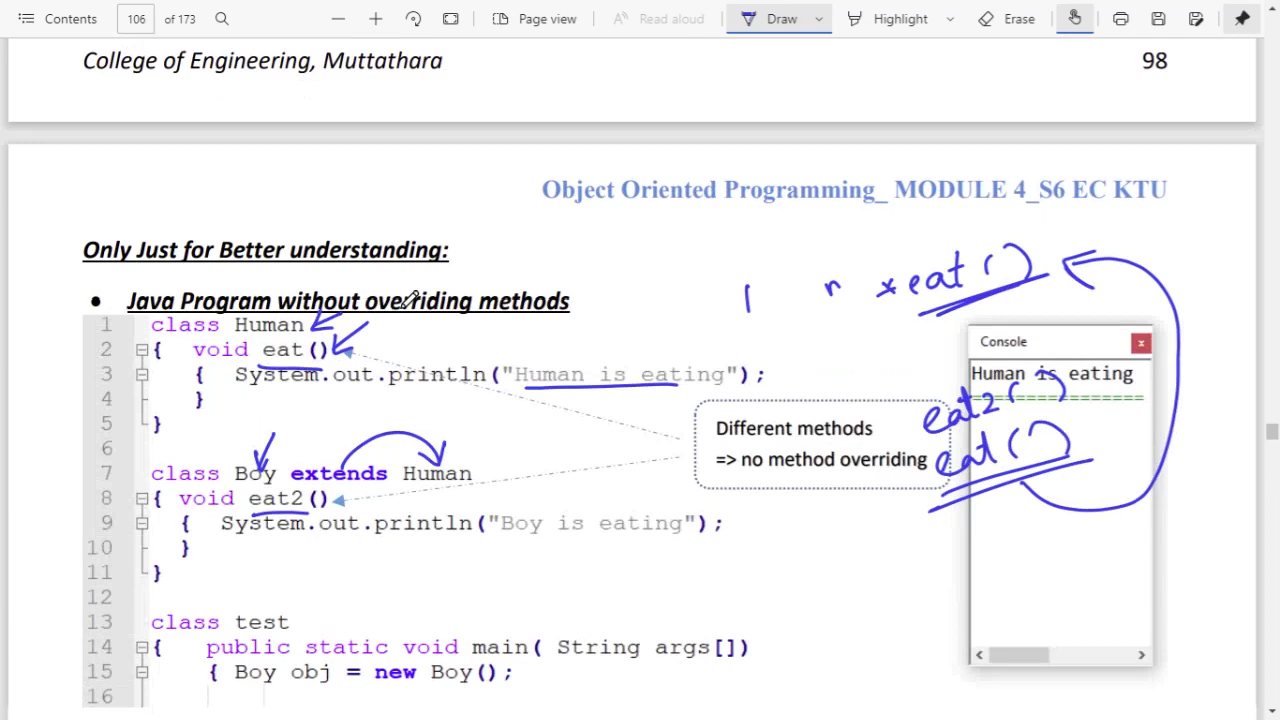 Contents 106 of 173 Page view Read aloud Draw Highlight Erase
College of Engineering, Muttathara 98
Object Oriented Programming_ MODULE 4_S6 EC KTU
Only Just for Better understanding:
• Java Program without overriding methods
*eat()
1 class Human
2 { void eat()
3 { System.out.println("Human is eating");
4 }
5 }
6
7 class Boy extends Human
8 { void eat2()
9 { System.out.println("Boy is eating");
10 }
11 }
12
13 class test
14 { public static void main( String args[])
15 { Boy obj = new Boy();
16
Different methods
=> no method overriding
Console x
Human is eating
eat2()
eat()